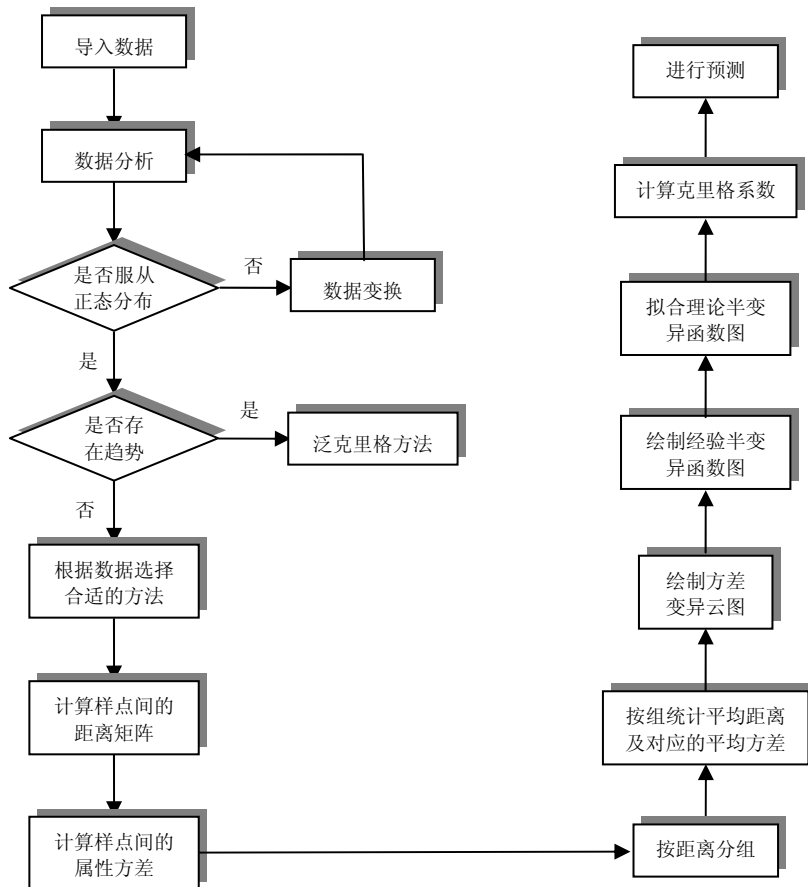 导入数据
数据分析
是否服从
正态分布
否
数据变换
是
是否存
在趋势
是
泛克里格方法
否
根据数据选择
合适的方法
计算样点间的
距离矩阵
计算样点间的
属性方差
按距离分组
按组统计平均距离
及对应的平均方差
绘制方差
变异云图
绘制经验半变
异函数图
拟合理论半变
异函数图
计算克里格系数
进行预测